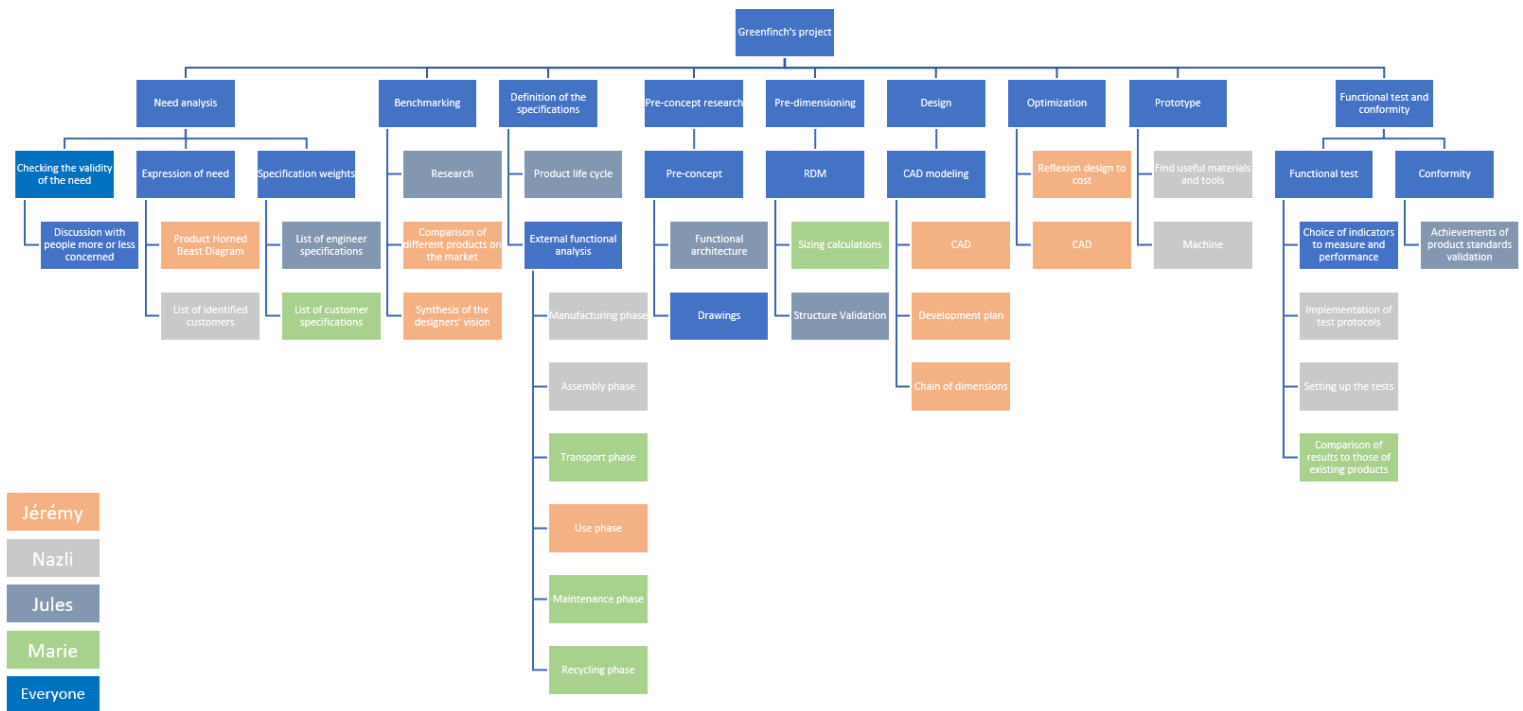 Greenfinch's project
Need analysis
Benchmarking
Definition of the
specifications
Pre-concept research
Pre-dimensioning
Design
Optimization
Prototype
Functional test and
conformity
Checking the validity
of the need
Expression of need
Specification weights
Research
Product life cycle
Pre-concept
RDM
CAD modeling
Reflexion design to
cost
Find useful materials
and tools
Functional test
Conformity
Discussion with
people more or less
concerned
Product Horned
Beast Diagram
List of engineer
specifications
Comparison of
different products on
the market
External functional
analysis
Functional
architecture
Sizing calculations
CAD
CAD
Machine
Choice of indicators
to measure and
performance
Achievements of
product standards
validation
List of identified
customers
List of customer
specifications
Synthesis of the
designers' vision
Manufacturing phase
Drawings
Structure Validation
Development plan
Implementation of
test protocols
Assembly phase
Chain of dimensions
Setting up the tests
Transport phase
Comparison of
results to those of
existing products
Use phase
Maintenance phase
Recycling phase
Jérémy
Nazli
Jules
Marie
Everyone